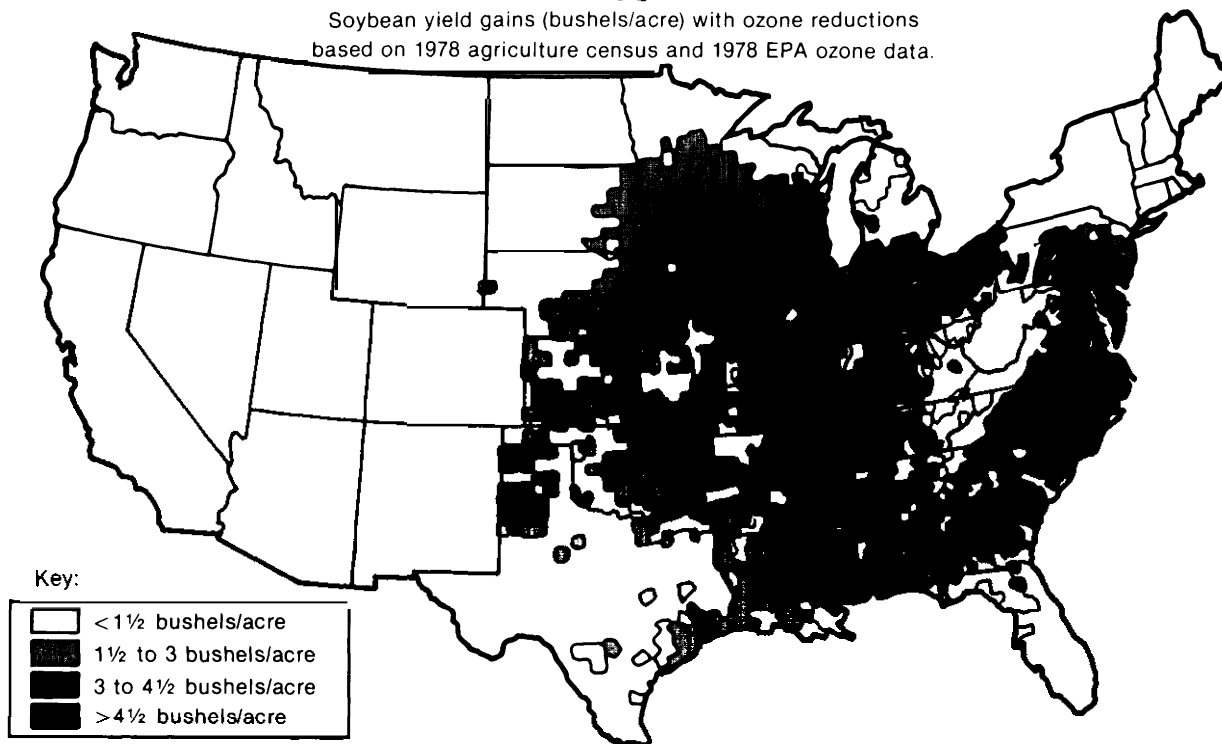 Soybean yield gains (bushels/acre) with ozone reductions
based on 1978 agriculture census and 1978 EPA ozone data.
Key:
<1½ bushels/acre
1½ to 3 bushels/acre
3 to 4½ bushels/acre
>4½ bushels/acre